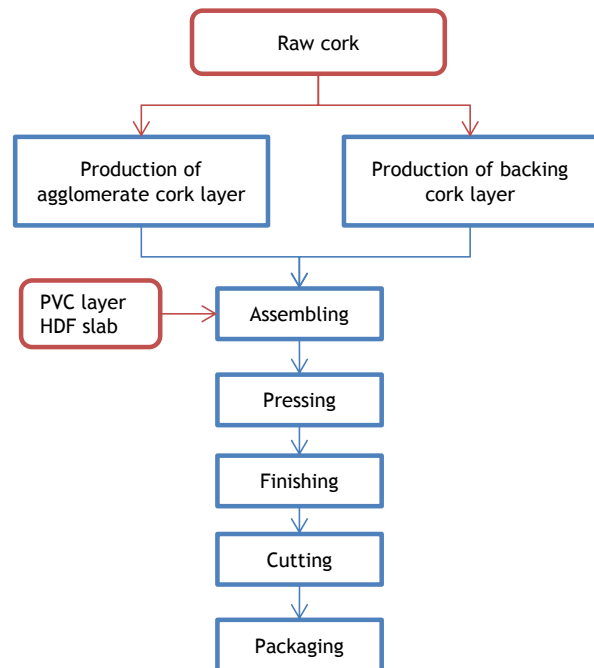 Raw cork
Production of
agglomerate cork layer
Production of backing
cork layer
PVC layer
HDF slab
Assembling
Pressing
Finishing
Cutting
Packaging